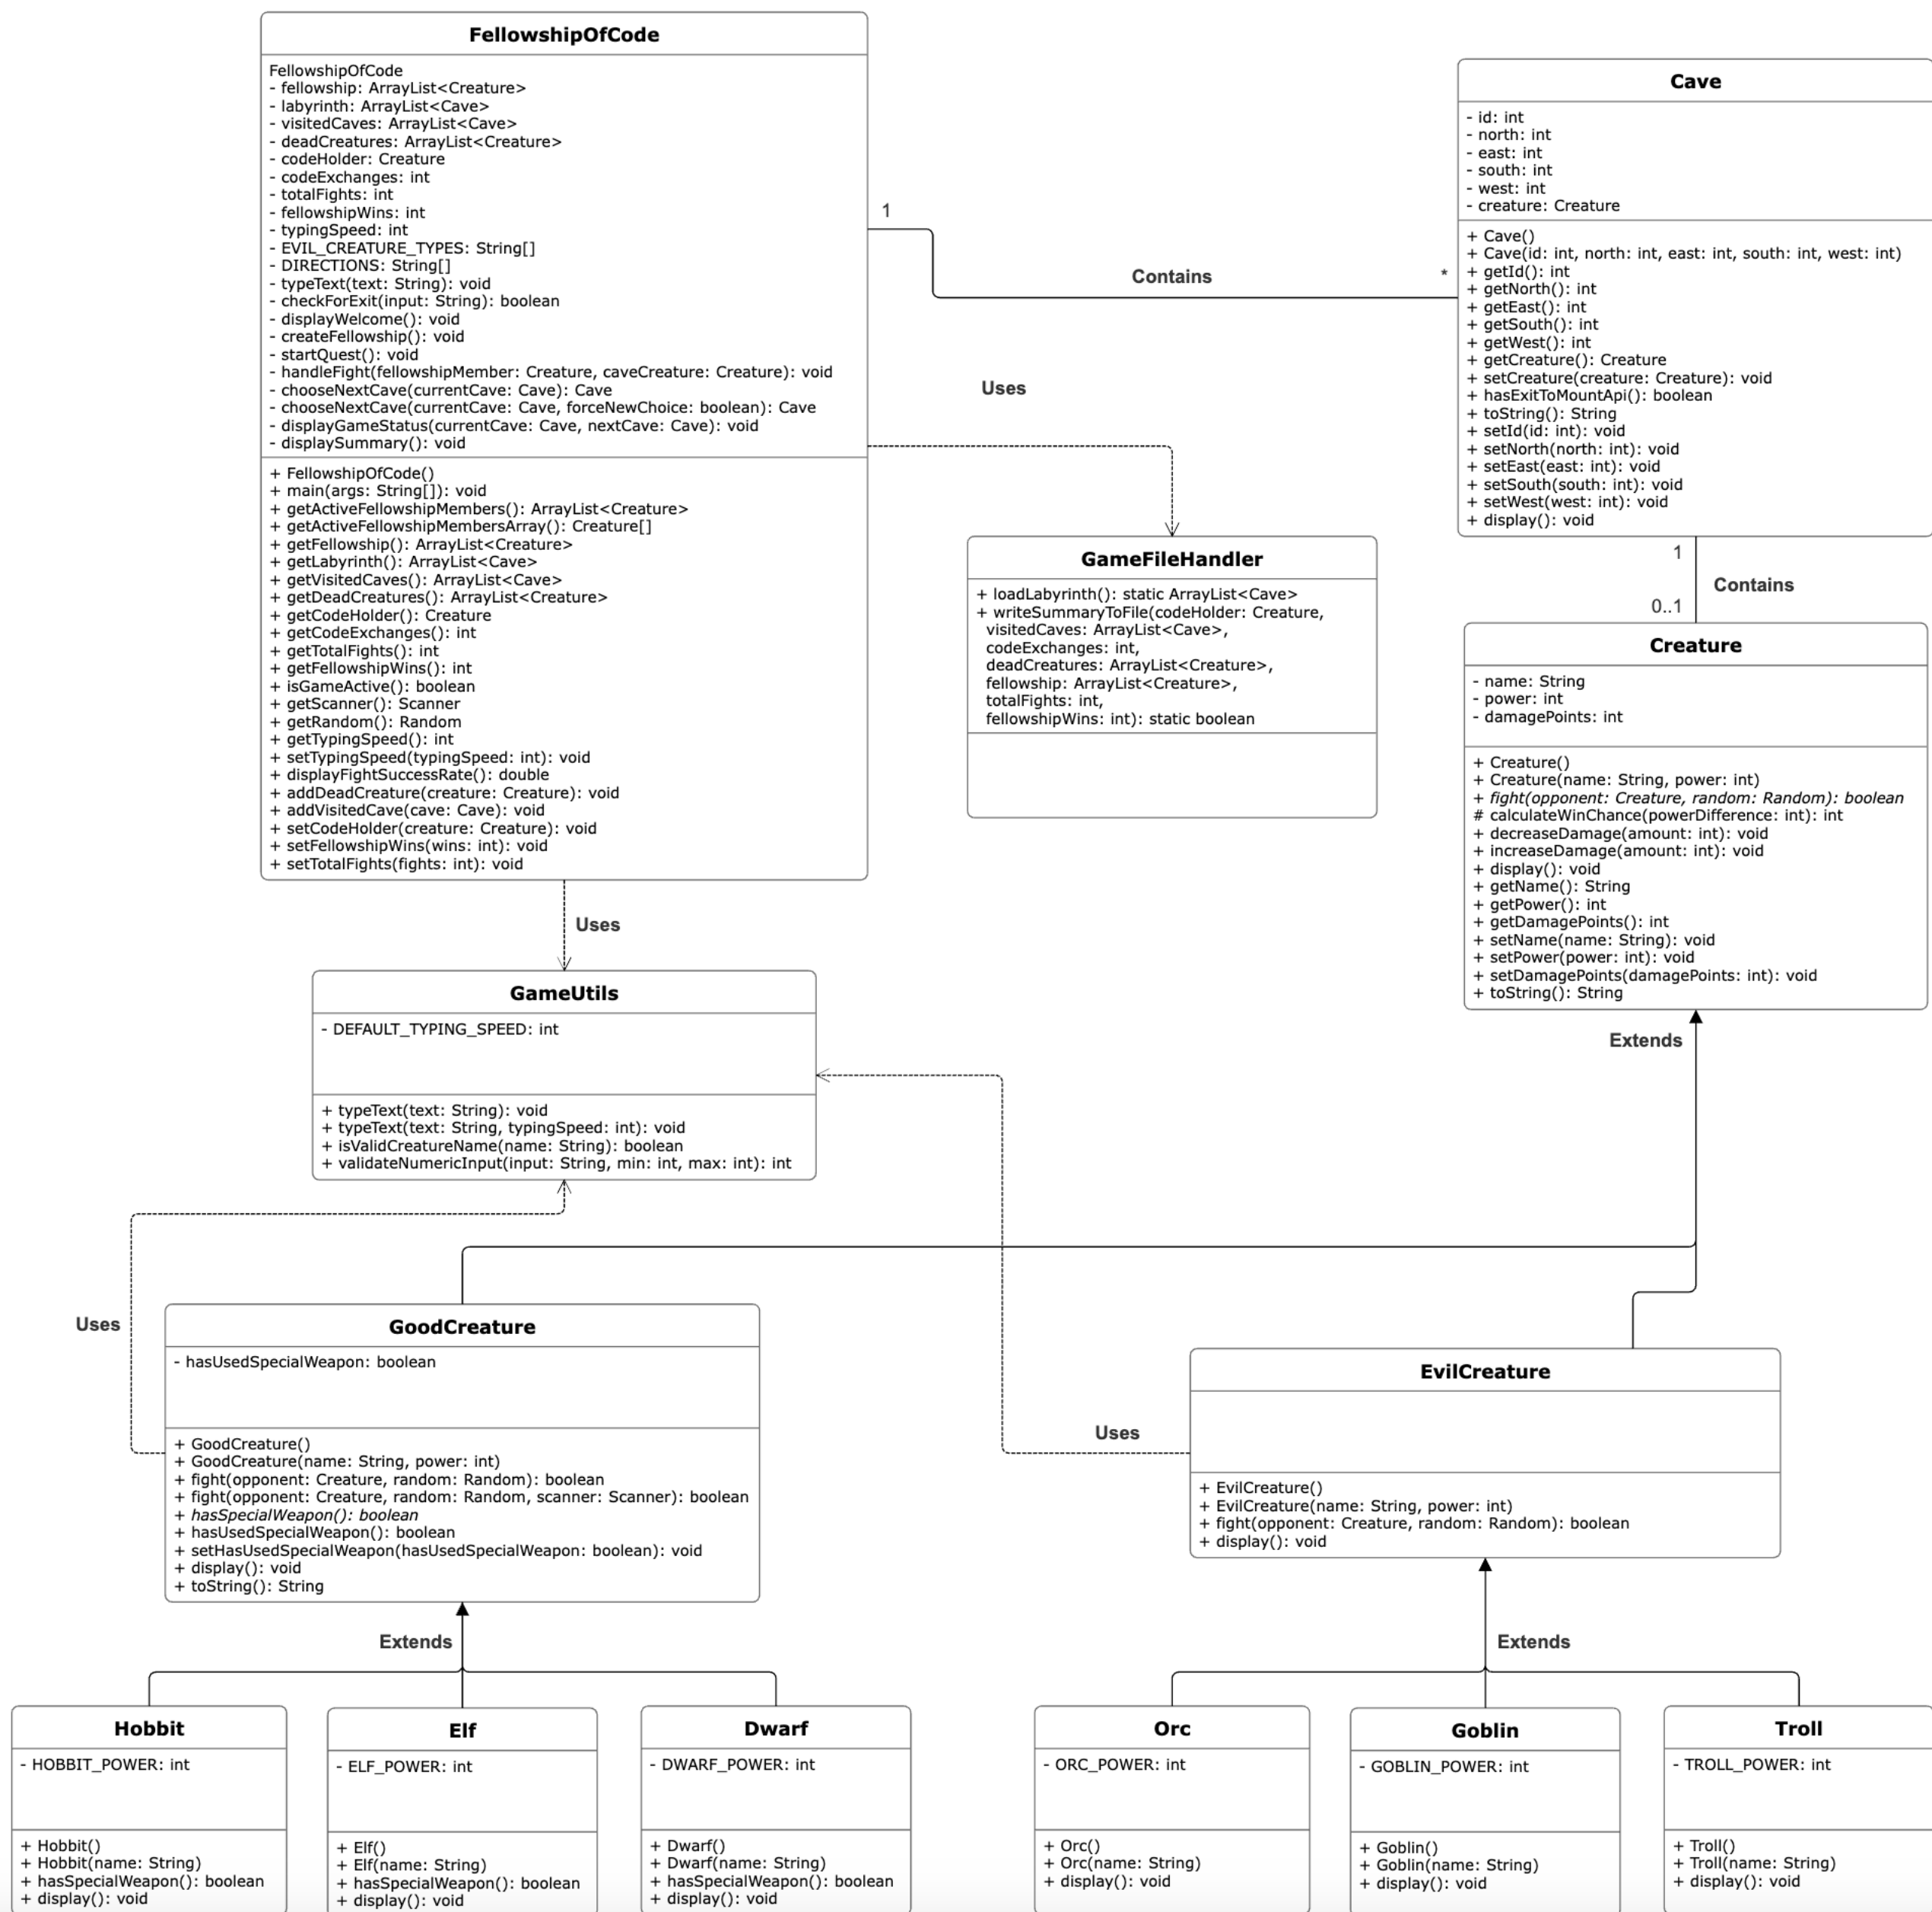 FellowshipOfCode
FellowshipOfCode
- fellowship: ArrayList<Creature>
- labyrinth: ArrayList<Cave>
- visitedCaves: ArrayList<Cave>
- deadCreatures: ArrayList<Creature>
- codeHolder: Creature
- codeExchanges: int
- totalFights: int
- fellowshipWins: int
- typingSpeed: int
- EVIL_CREATURE_TYPES: String[]
- DIRECTIONS: String[]
- typeText(text: String): void
- checkForExit(input: String): boolean
- displayWelcome(): void
- createFellowship(): void
- startQuest(): void
- handleFight(fellowshipMember: Creature, caveCreature: Creature): void
- chooseNextCave(currentCave: Cave): Cave
- chooseNextCave(currentCave: Cave, forceNewChoice: boolean): Cave
- displayGameStatus(currentCave: Cave, nextCave: Cave): void
- displaySummary(): void
+ FellowshipOfCode()
+ main(args: String[]): void
+ getActiveFellowshipMembers(): ArrayList<Creature>
+ getActiveFellowshipMembersArray(): Creature[]
+ getFellowship(): ArrayList<Creature>
+ getLabyrinth(): ArrayList<Cave>
+ getVisitedCaves(): ArrayList<Cave>
+ getDeadCreatures(): ArrayList<Creature>
+ getCodeHolder(): Creature
+ getCodeExchanges(): int
+ getTotalFights(): int
+ getFellowshipWins(): int
+ isGameActive(): boolean
+ getScanner(): Scanner
+ getRandom(): Random
+ getTypingSpeed(): int
+ setTypingSpeed(typingSpeed: int): void
+ displayFightSuccessRate(): double
+ addDeadCreature(creature: Creature): void
+ addVisitedCave(cave: Cave): void
+ setCodeHolder(creature: Creature): void
+ setFellowshipWins(wins: int): void
+ setTotalFights(fights: int): void
1
Contains
*
Cave
- id: int
- north: int
- east: int
- south: int
- west: int
- creature: Creature
+ Cave()
+ Cave(id: int, north: int, east: int, south: int, west: int)
+ getId(): int
+ getNorth(): int
+ getEast(): int
+ getSouth(): int
+ getWest(): int
+ getCreature(): Creature
+ setCreature(creature: Creature): void
+ hasExitToMountApi(): boolean
+ toString(): String
+ setId(id: int): void
+ setNorth(north: int): void
+ setEast(east: int): void
+ setSouth(south: int): void
+ setWest(west: int): void
+ display(): void
Uses
GameFileHandler
+ loadLabyrinth(): static ArrayList<Cave>
+ writeSummaryToFile(codeHolder: Creature,
visitedCaves: ArrayList<Cave>,
codeExchanges: int,
deadCreatures: ArrayList<Creature>,
fellowship: ArrayList<Creature>,
totalFights: int,
fellowshipWins: int): static boolean
1
Contains
0..1
Creature
- name: String
- power: int
- damagePoints: int
+ Creature()
+ Creature(name: String, power: int)
+ fight(opponent: Creature, random: Random): boolean
# calculateWinChance(powerDifference: int): int
+ decreaseDamage(amount: int): void
+ increaseDamage(amount: int): void
+ display(): void
+ getName(): String
+ getPower(): int
+ getDamagePoints(): int
+ setName(name: String): void
+ setPower(power: int): void
+ setDamagePoints(damagePoints: int): void
+ toString(): String
Extends
Uses
GameUtils
- DEFAULT_TYPING_SPEED: int
+ typeText(text: String): void
+ typeText(text: String, typingSpeed: int): void
+ isValidCreatureName(name: String): boolean
+ validateNumericInput(input: String, min: int, max: int): int
Uses
GoodCreature
- hasUsedSpecialWeapon: boolean
+ GoodCreature()
+ GoodCreature(name: String, power: int)
+ fight(opponent: Creature, random: Random): boolean
+ fight(opponent: Creature, random: Random, scanner: Scanner): boolean
+ hasSpecialWeapon(): boolean
+ hasUsedSpecialWeapon(): boolean
+ setHasUsedSpecialWeapon(hasUsedSpecialWeapon: boolean): void
+ display(): void
+ toString(): String
Uses
EvilCreature
+ EvilCreature()
+ EvilCreature(name: String, power: int)
+ fight(opponent: Creature, random: Random): boolean
+ display(): void
Extends
Extends
Hobbit
- HOBBIT_POWER: int
+ Hobbit()
+ Hobbit(name: String)
+ hasSpecialWeapon(): boolean
+ display(): void
Elf
- ELF_POWER: int
+ Elf()
+ Elf(name: String)
+ hasSpecialWeapon(): boolean
+ display(): void
Dwarf
- DWARF_POWER: int
+ Dwarf()
+ Dwarf(name: String)
+ hasSpecialWeapon(): boolean
+ display(): void
Orc
- ORC_POWER: int
+ Orc()
+ Orc(name: String)
+ display(): void
Goblin
- GOBLIN_POWER: int
+ Goblin()
+ Goblin(name: String)
+ display(): void
Troll
- TROLL_POWER: int
+ Troll()
+ Troll(name: String)
+ display(): void